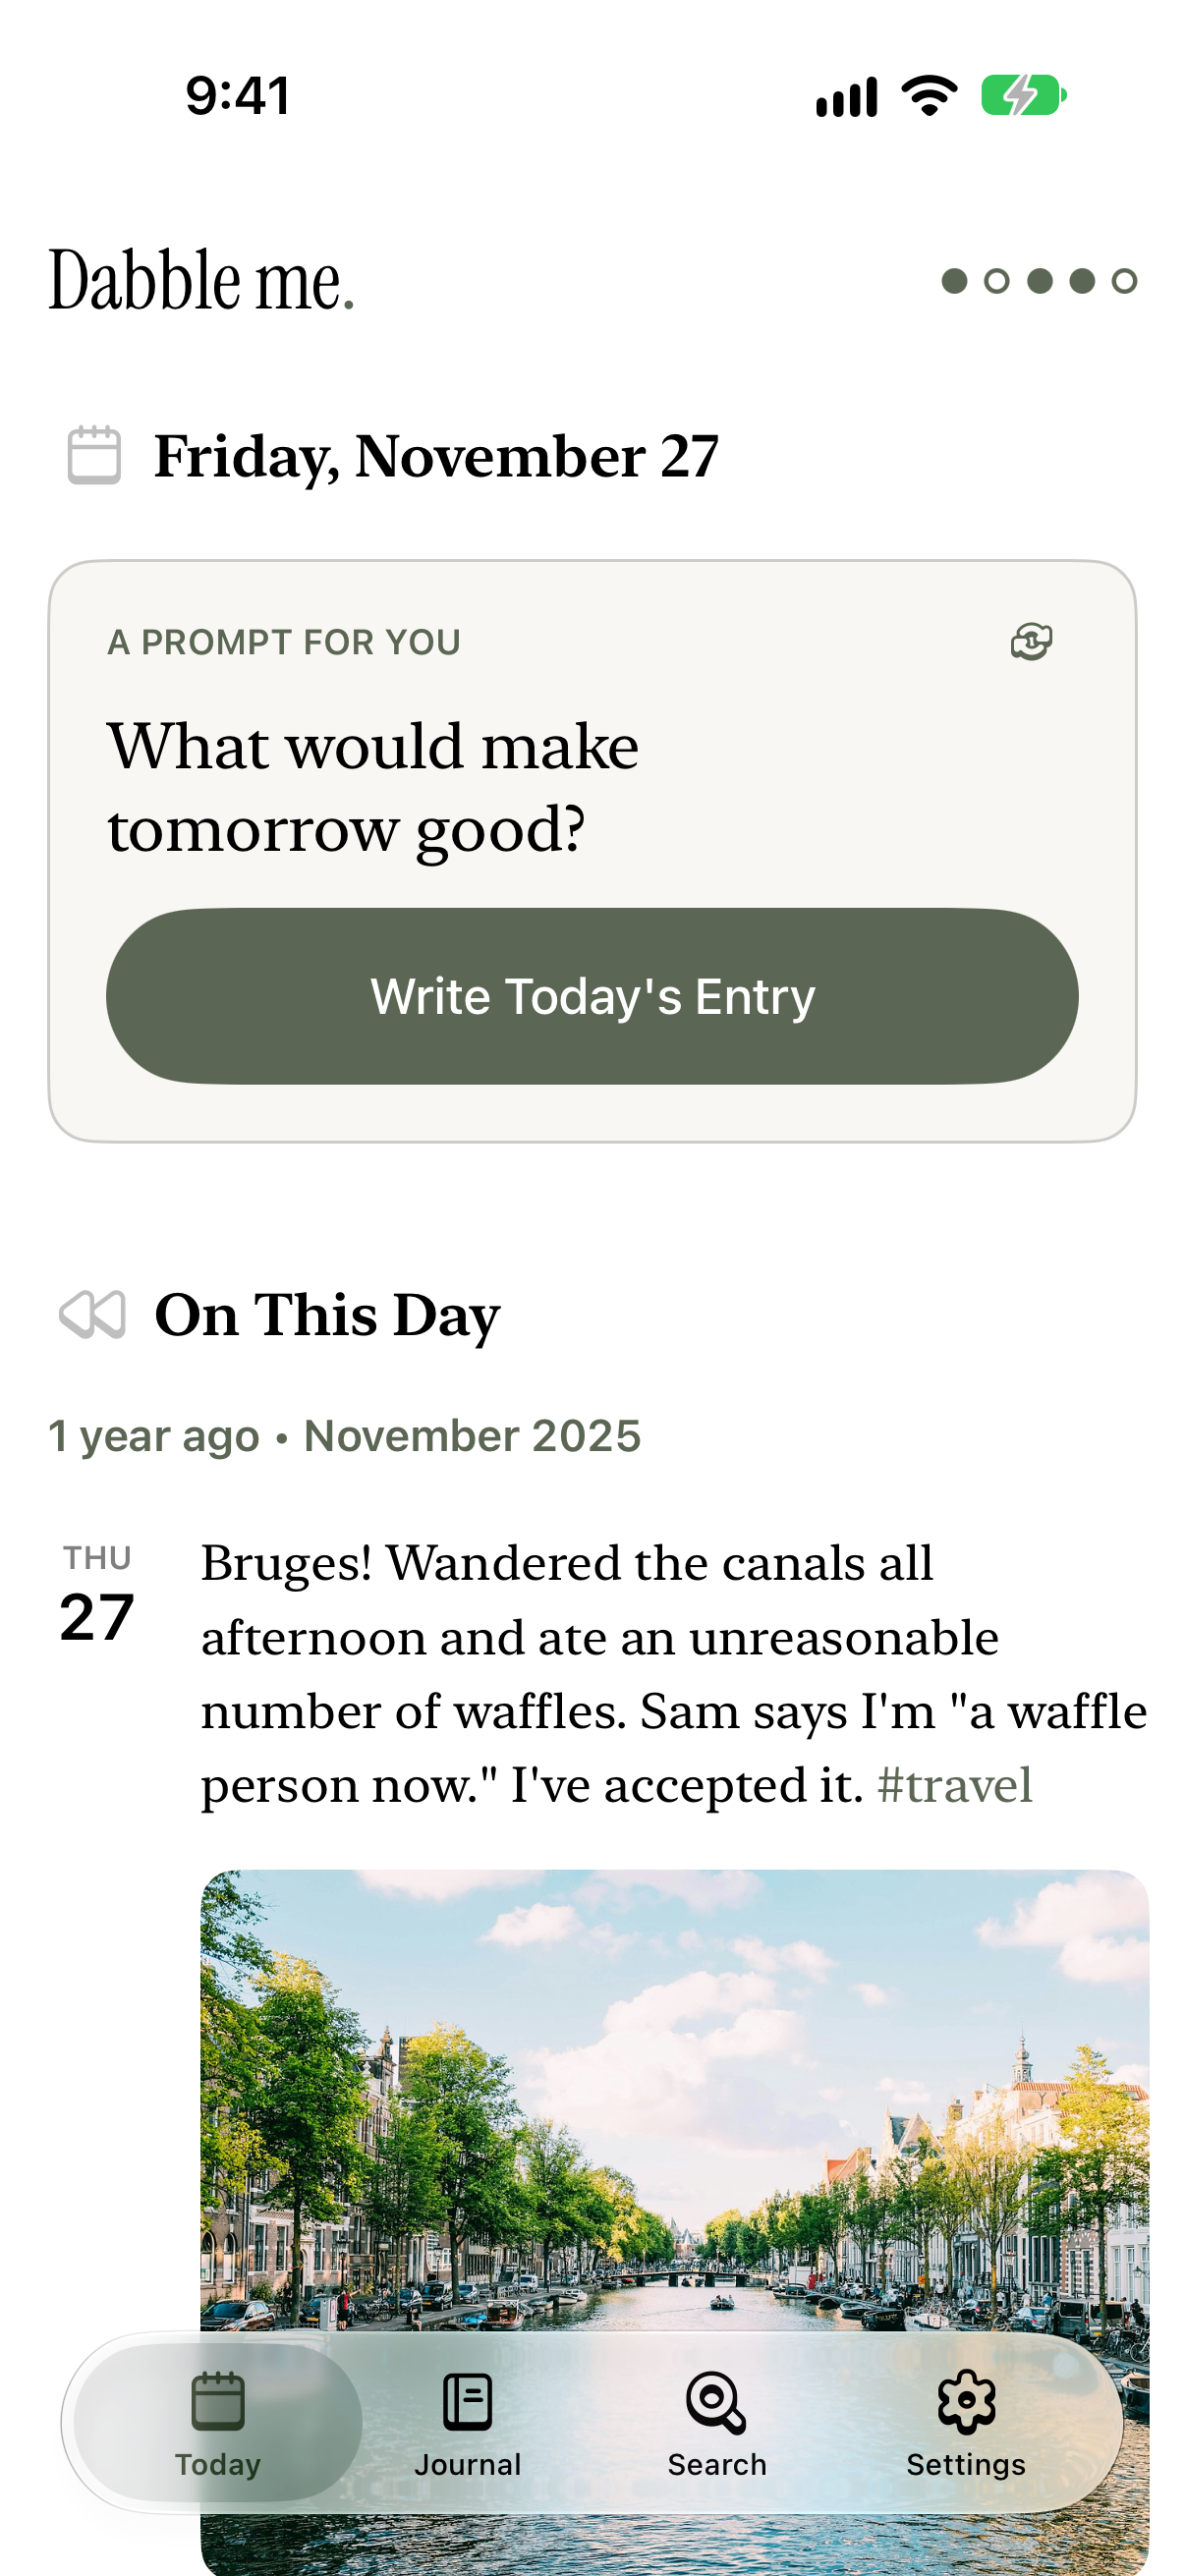 9:41
Dabble me.
Friday, November 27
A PROMPT FOR YOU
What would make
tomorrow good?
Write Today's Entry
On This Day
1 year ago • November 2025
THU
27
Bruges! Wandered the canals all
afternoon and ate an unreasonable
number of waffles. Sam says I'm "a waffle
person now." I've accepted it. #travel
Today
Journal
Search
Settings